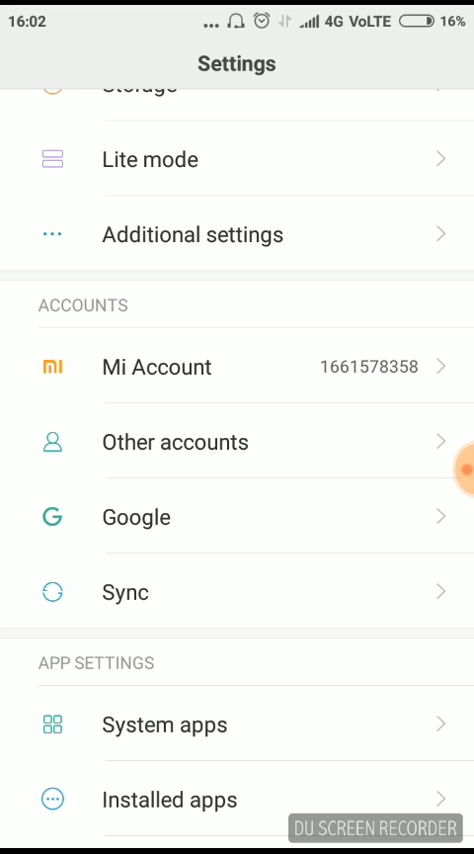 16:02 ... 4G VoLTE 16%
Settings
Storage
Lite mode
Additional settings
ACCOUNTS
mi Mi Account 1661578358
Other accounts
G Google
Sync
APP SETTINGS
System apps
Installed apps
DU SCREEN RECORDER